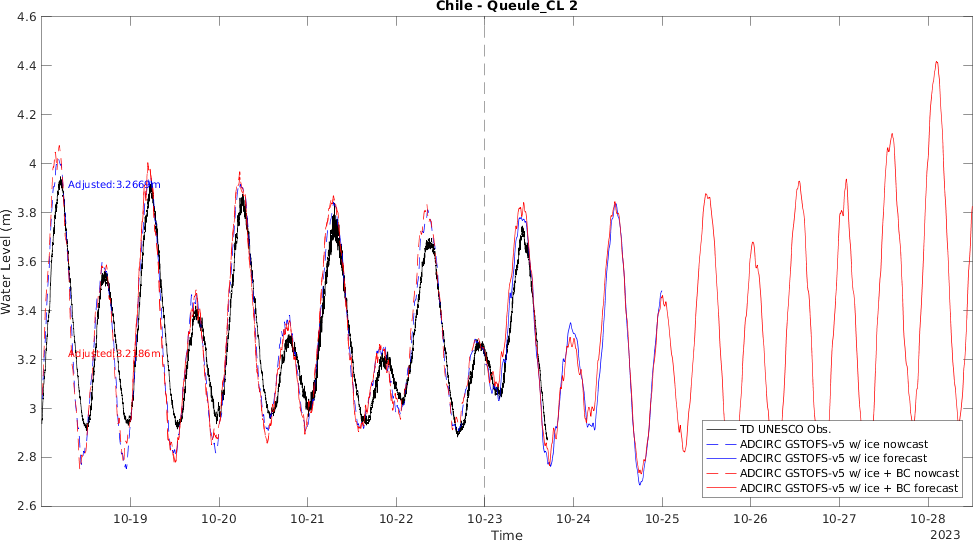 Chile - Queule_CL 2
4.6
4.4
4.2
4
3.8
3.6
3.4
3.2
3
2.8
2.6
Water Level (m)
Adjusted:3.2186m
TD UNESCO Obs.
ADCIRC GSTOFS-v5 w/ ice nowcast
ADCIRC GSTOFS-v5 w/ ice forecast
ADCIRC GSTOFS-v5 w/ ice + BC nowcast
ADCIRC GSTOFS-v5 w/ ice + BC forecast
10-19 10-20 10-21 10-22 10-23 10-24 10-25 10-26 10-27 10-28
Time
2023